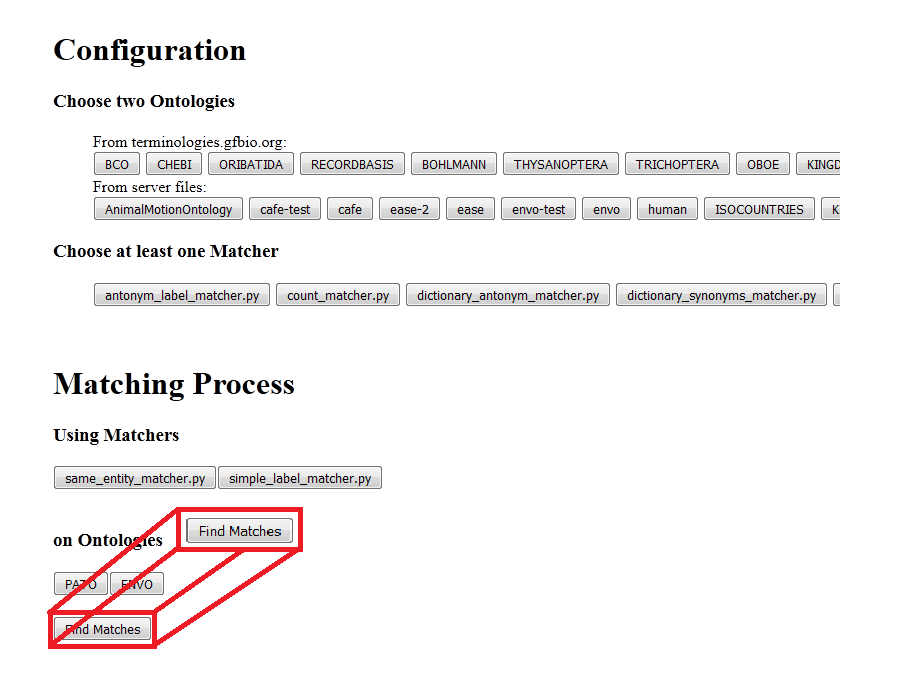 Configuration
Choose two Ontologies
From terminologies.gfbio.org:
BCO CHEBI ORIBATIDA RECORDBASIS BOHLMANN THYSANOPTERA TRICHOPTERA OBOE KINGD
From server files:
AnimalMotionOntology cafe-test cafe ease-2 ease envo-test envo human ISOCOUNTRIES K
Choose at least one Matcher
antonym_label_matcher.py count_matcher.py dictionary_antonym_matcher.py dictionary_synonyms_matcher.py
Matching Process
Using Matchers
same_entity_matcher.py simple_label_matcher.py
Find Matches
on Ontologies
PATO ENVO
Find Matches